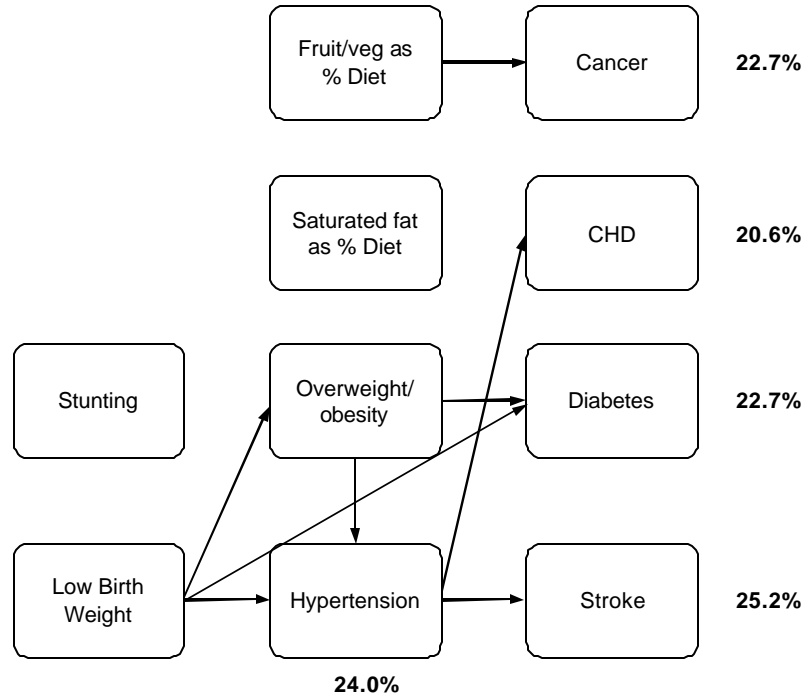 Fruit/veg as
% Diet
Cancer
22.7%
Saturated fat
as % Diet
CHD
20.6%
Stunting
Overweight/
obesity
Diabetes
22.7%
Low Birth
Weight
Hypertension
Stroke
25.2%
24.0%